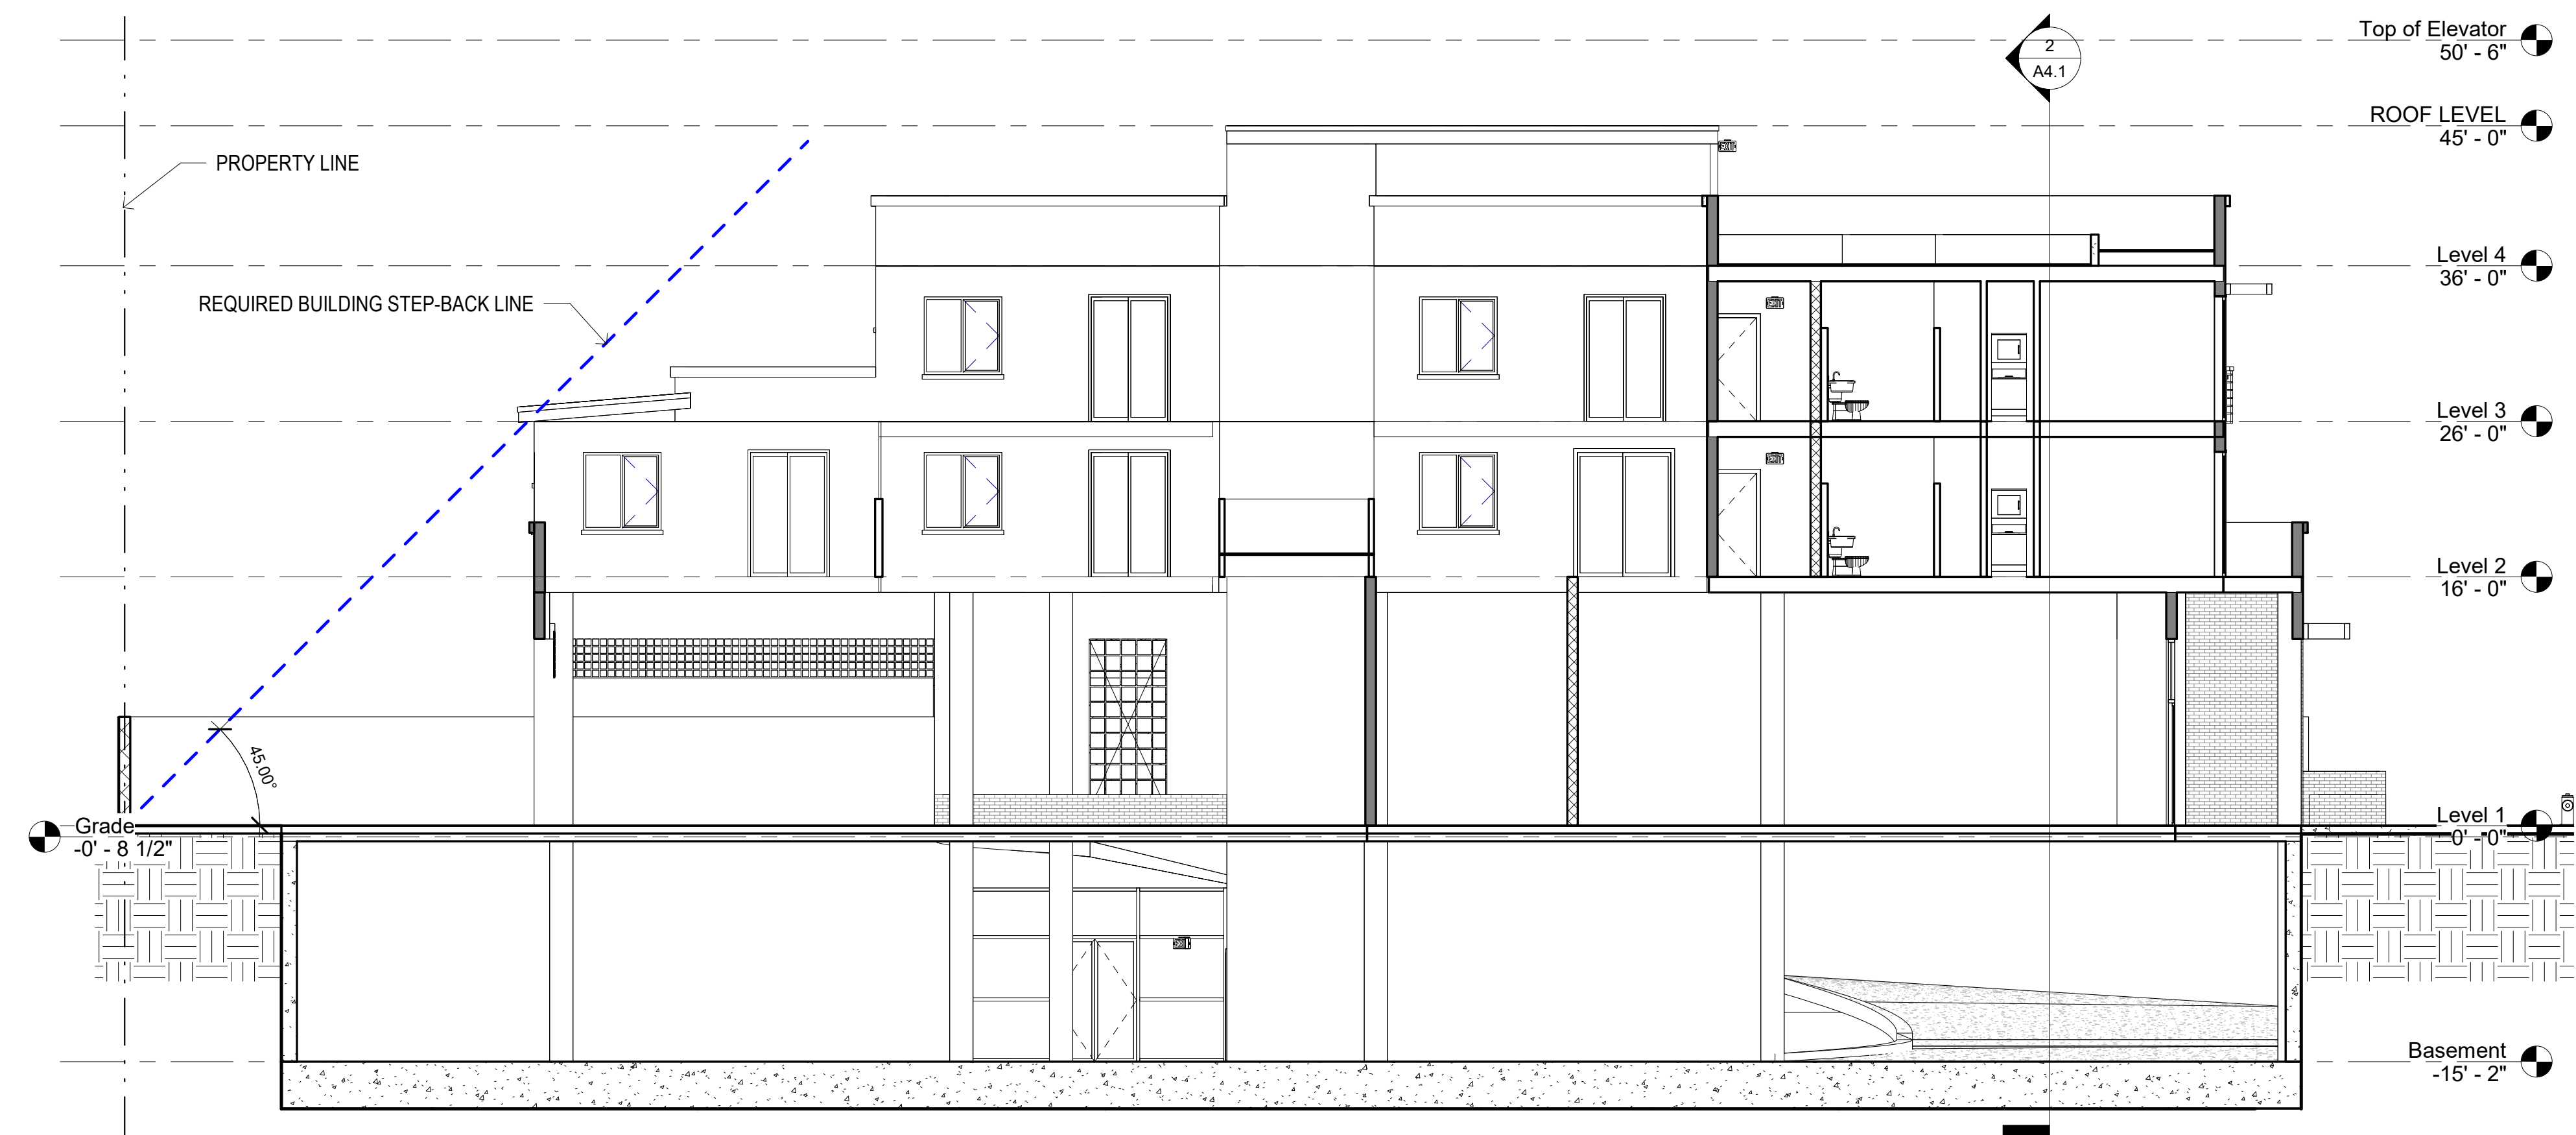 Top of Elevator
50' - 6"
2
A4.1
ROOF LEVEL
45' - 0"
PROPERTY LINE
Level 4
36' - 0"
REQUIRED BUILDING STEP-BACK LINE
Level 3
26' - 0"
Level 2
16' - 0"
45.00°
Grade
-0' - 8 1/2"
Level 1
0' - 0"
Basement
-15' - 2"